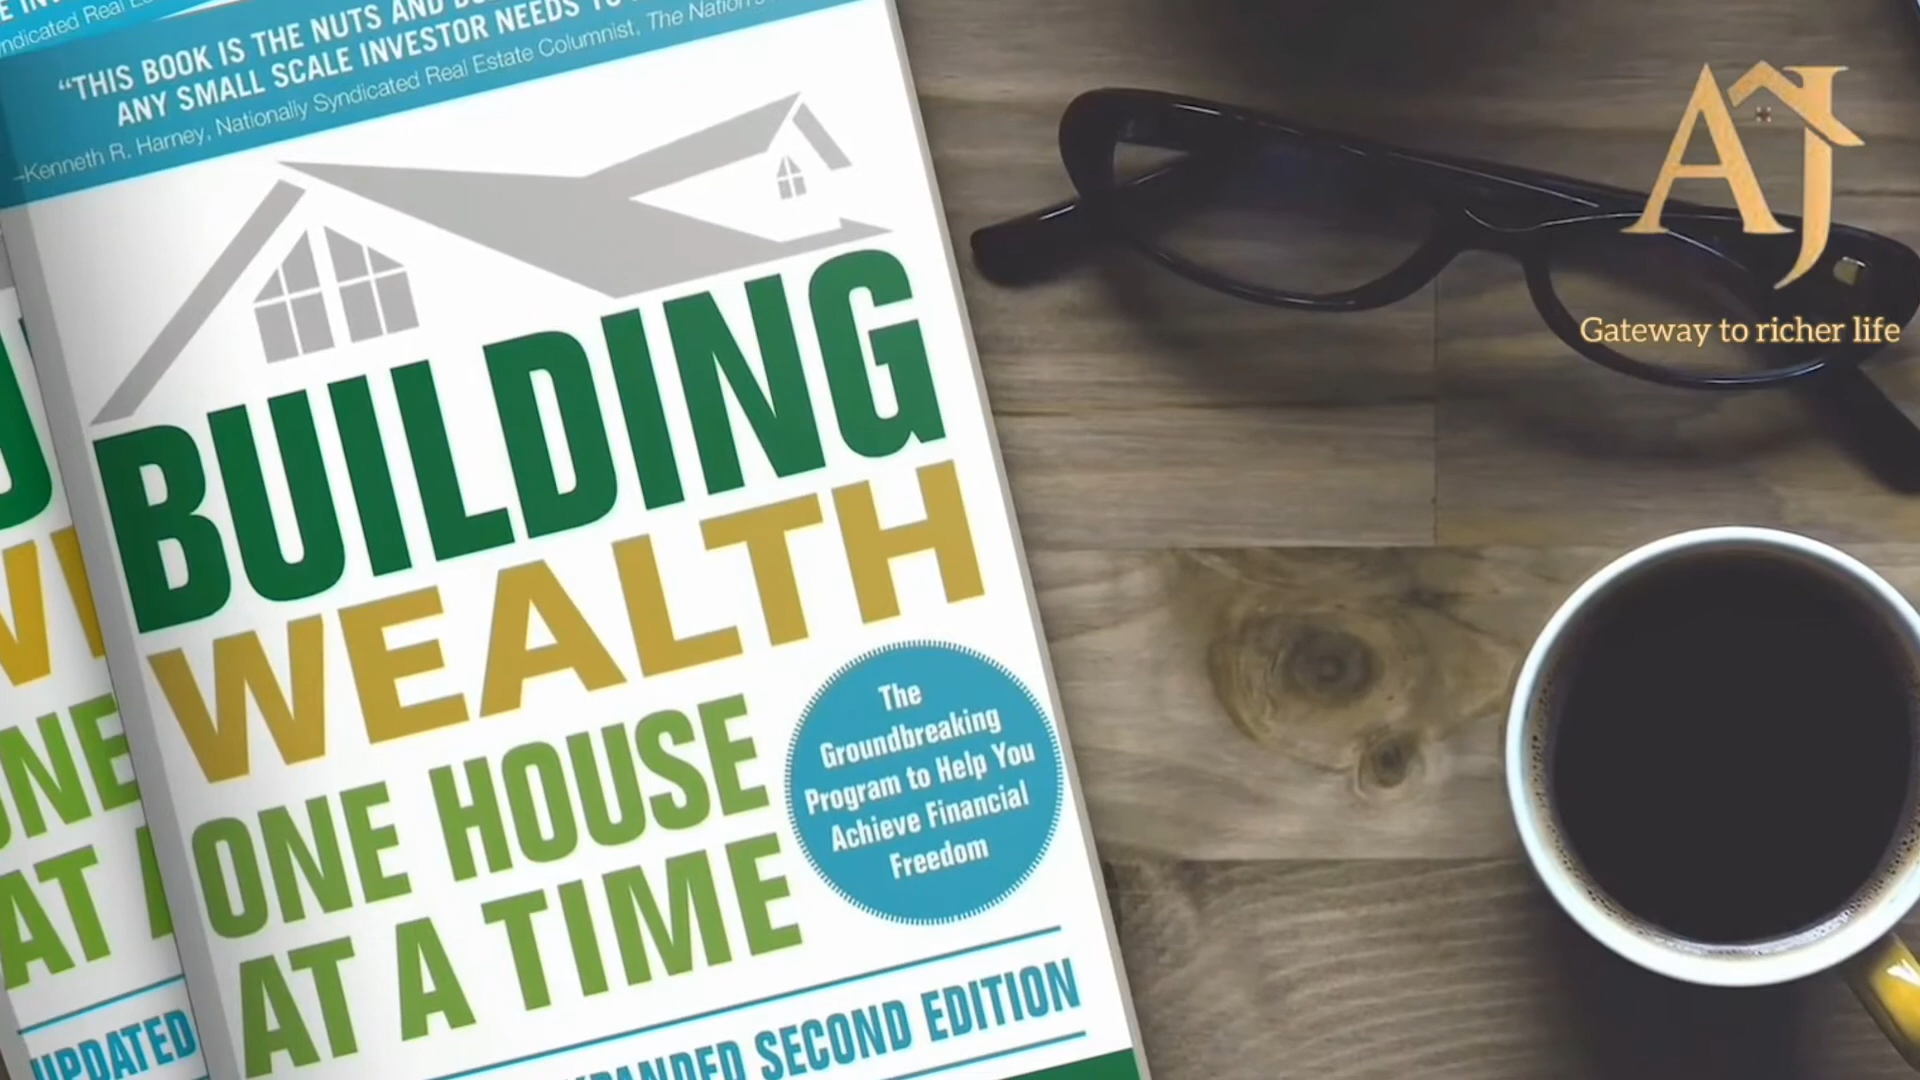 “THIS BOOK IS THE NUTS AND
ANY SMALL SCALE INVESTOR NEEDS TO
–Kenneth R. Harney, Nationally Syndicated Real Estate Columnist, The Nation's
BUILDING
WEALTH
ONE HOUSE
AT A TIME
The
Groundbreaking
Program to Help You
Achieve Financial
Freedom
SECOND EDITION
UPDATED
AJ
Gateway to richer life